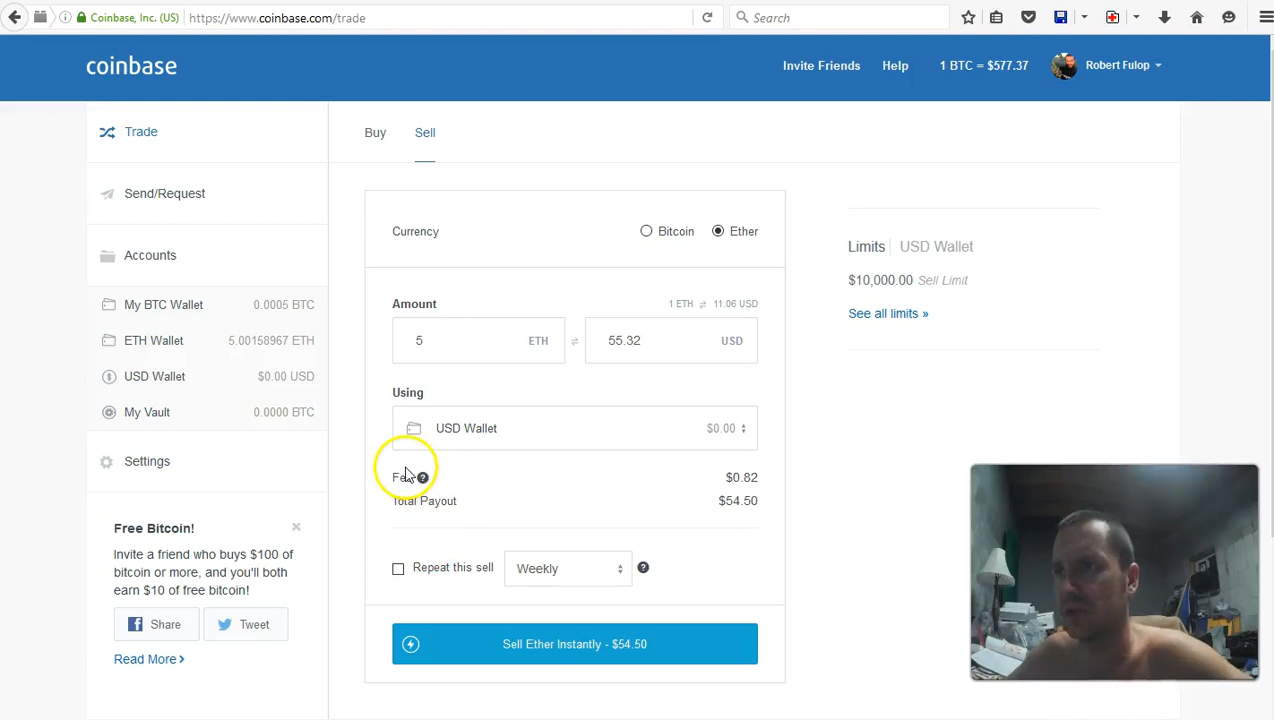 Coinbase, Inc. (US) https://www.coinbase.com/trade Search
coinbase Invite Friends Help 1 BTC = $577.37 Robert Fulop
Trade
Send/Request
Accounts
My BTC Wallet 0.0005 BTC
ETH Wallet 5.00158967 ETH
USD Wallet $0.00 USD
My Vault 0.0000 BTC
Settings
Free Bitcoin!
Invite a friend who buys $100 of
bitcoin or more, and you'll both
earn $10 of free bitcoin!
Share Tweet
Read More
Buy Sell
Currency Bitcoin Ether
Amount 1 ETH ⇌ 11.06 USD
5 ETH ⇌ 55.32 USD
Using
USD Wallet $0.00
$0.82
Total Payout $54.50
Repeat this sell Weekly
Sell Ether Instantly - $54.50
Limits USD Wallet
$10,000.00 Sell Limit
See all limits »